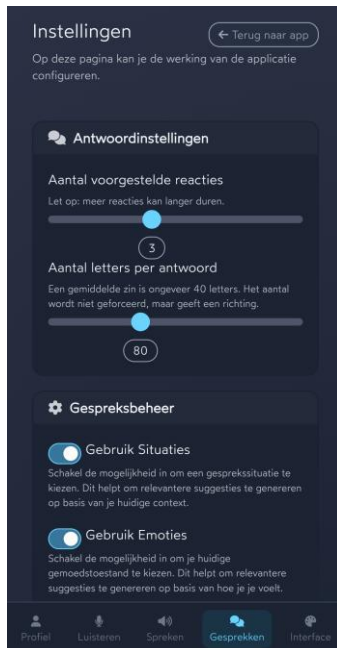 Instellingen
← Terug naar app
Op deze pagina kan je de werking van de applicatie
configureren.
Antwoordinstellingen
Aantal voorgestelde reacties
Let op: meer reacties kan langer duren.
3
Aantal letters per antwoord
Een gemiddelde zin is ongeveer 40 letters. Het aantal
wordt niet geforceerd, maar geeft een richting.
80
Gespreksbeheer
Gebruik Situaties
Schakel de mogelijkheid in om een gesprekssituatie te
kiezen. Dit helpt om relevantere suggesties te genereren
op basis van je huidige context.
Gebruik Emoties
Schakel de mogelijkheid in om je huidige
gemoedstoestand te kiezen. Dit helpt om relevantere
suggesties te genereren op basis van hoe je je voelt.
Profiel Luisteren Spreken Gesprekken Interface